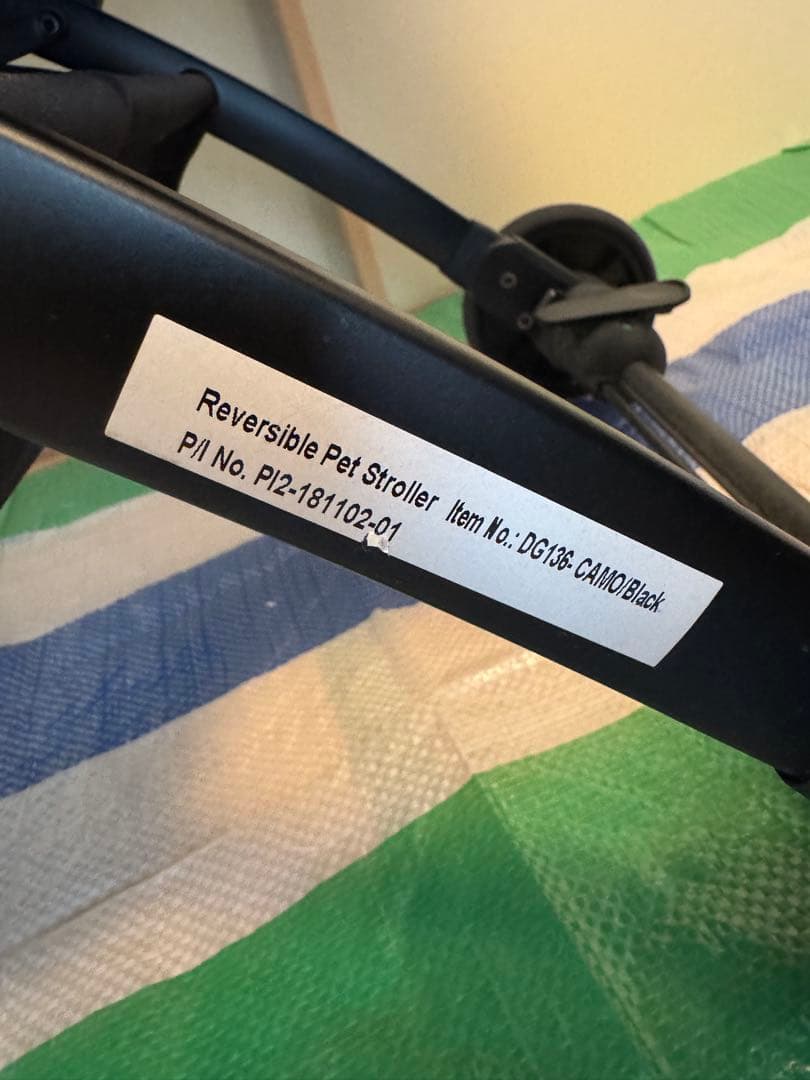 Reversible Pet Stroller Item No.: DG136- CAMO/Black
P/I No. PI2-181102-01